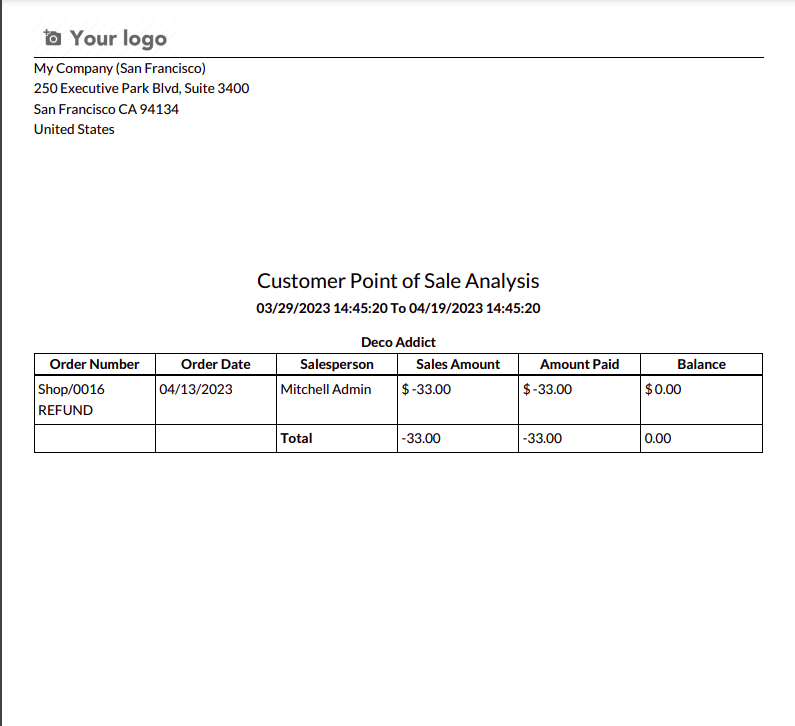 Your logo
My Company (San Francisco)
250 Executive Park Blvd, Suite 3400
San Francisco CA 94134
United States
Customer Point of Sale Analysis
03/29/2023 14:45:20 To 04/19/2023 14:45:20
Deco Addict
Order Number Order Date Salesperson Sales Amount Amount Paid Balance
Shop/0016 04/13/2023 Mitchell Admin $ -33.00 $ -33.00 $ 0.00
REFUND
Total -33.00 -33.00 0.00